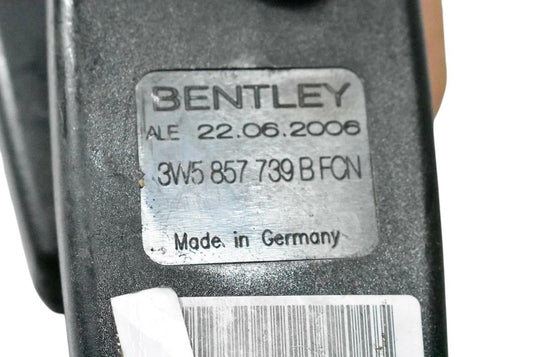 BENTLEY
ALE 22.06.2006
3W5 857 739 B FCN
Made in Germany